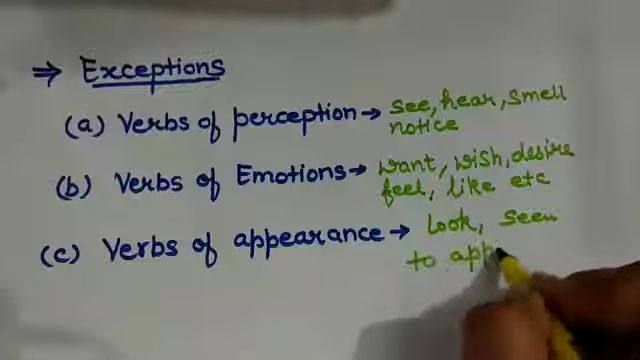 ⇒ Exceptions
(a) Verbs of perception → see, hear, smell
notice
(b) Verbs of Emotions → want, wish, desire
feel, like etc
(c) Verbs of appearance → look, seem
to app